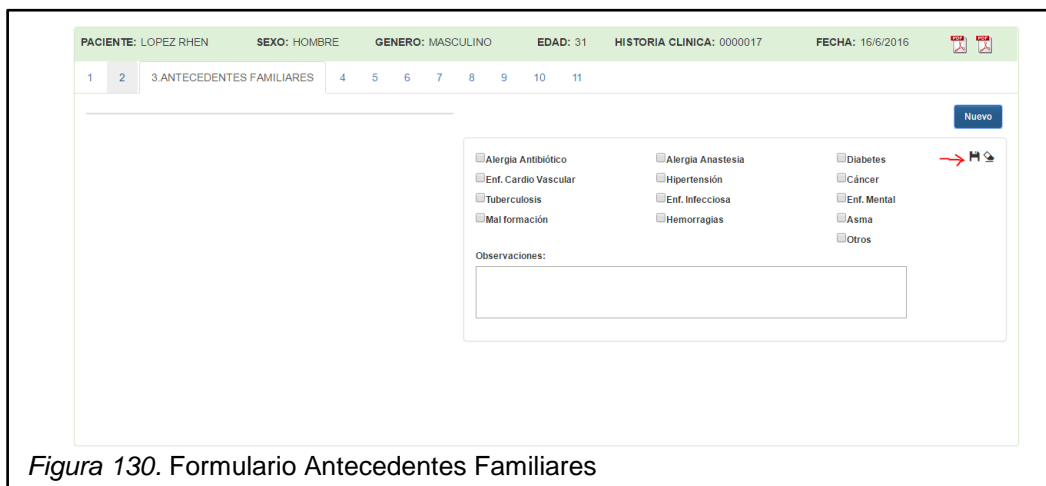 PACIENTE: LOPEZ RHEN SEXO: HOMBRE GENERO: MASCULINO EDAD: 31 HISTORIA CLINICA: 0000017 FECHA: 16/6/2016 PDF PDF
1 2 3.ANTECEDENTES FAMILIARES 4 5 6 7 8 9 10 11
Nuevo
Alergia Antibiótico Alergia Anastesia Diabetes
Enf. Cardio Vascular Hipertensión Cáncer
Tuberculosis Enf. Infecciosa Enf. Mental
Mal formación Hemorragias Asma
Otros
Observaciones:
Figura 130. Formulario Antecedentes Familiares